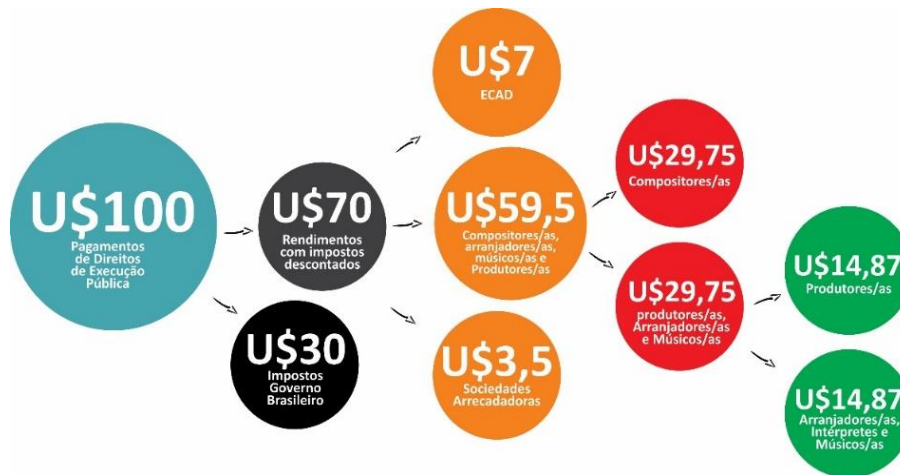 U$100
Pagamentos
de Direitos
de Execução
Pública
U$70
Rendimentos
com impostos
descontados
U$30
Impostos
Governo
Brasileiro
U$7
ECAD
U$59,5
Compositores/as,
arranjadores/as,
músicos/as e
Produtores/as
U$3,5
Sociedades
Arrecadadoras
U$29,75
Compositores/as
U$29,75
produtores/as,
Arranjadores/as
e Músicos/as
U$14,87
Produtores/as
U$14,87
Arranjadores/as,
Intérpretes e
Músicos/as